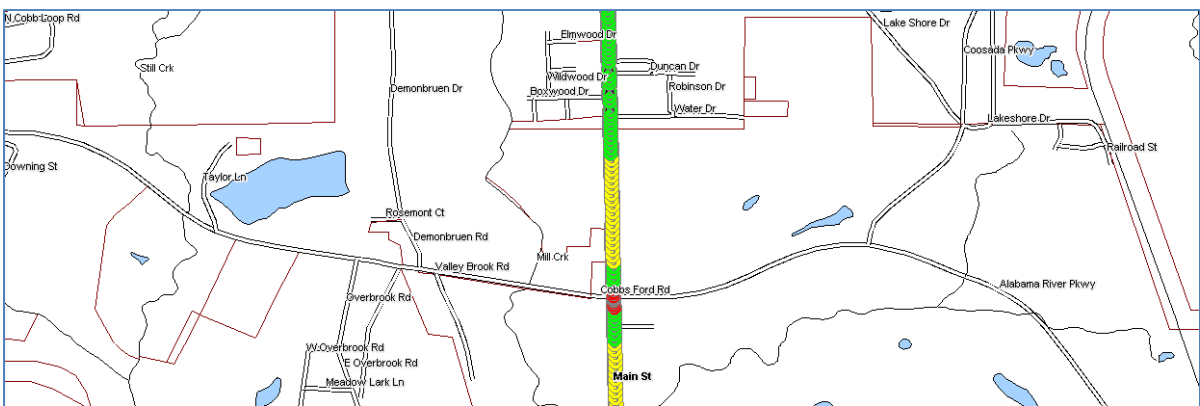 N Cobb Loop Rd
Lake Shore Dr
Elmwood Dr
Coosada Pkwy
Still Crk
Duncan Dr
Wildwood Dr
Demonbruen Dr
Robinson Dr
Boxwood Dr
Water Dr
Lakeshore Dr
Railroad St
Downing St
Taylor Ln
Rosemont Ct
Demonbruen Rd
Mill Crk
Valley Brook Rd
Alabama River Pkwy
Cobbs Ford Rd
Overbrook Rd
W Overbrook Rd
E Overbrook Rd
Main St
Meadow Lark Ln